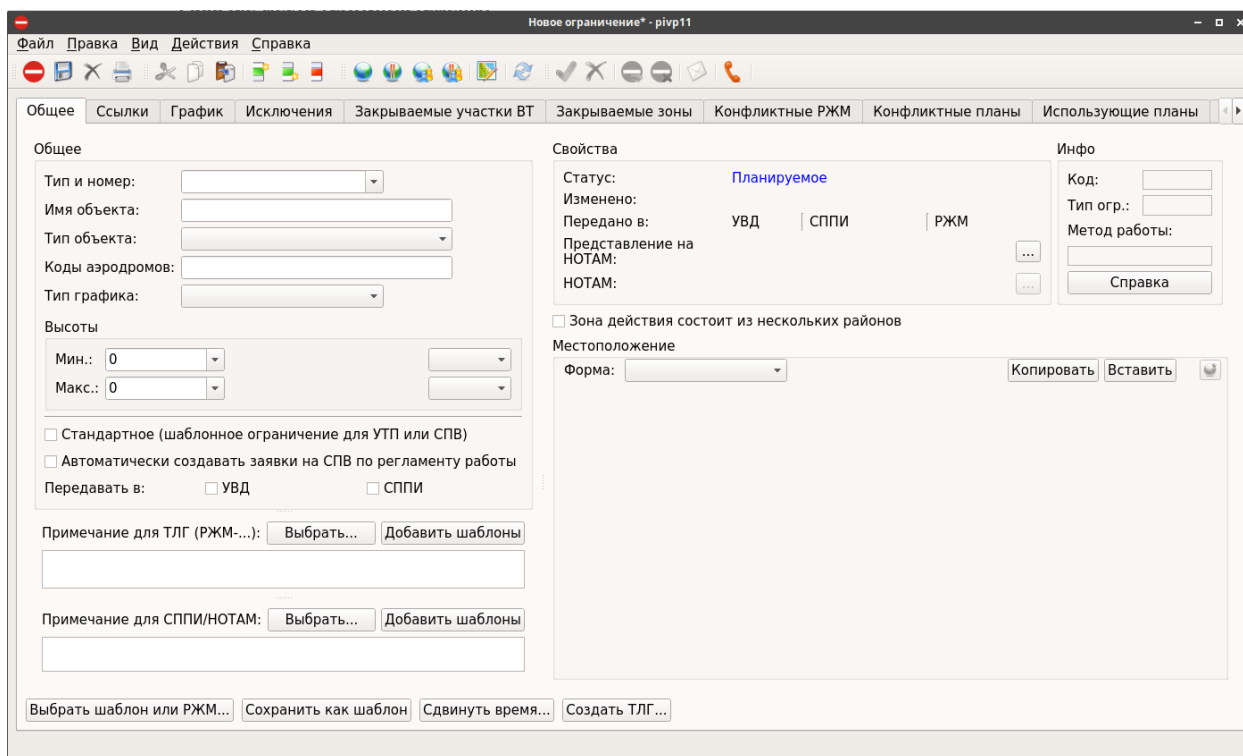 Новое ограничение* - pivp11
Файл Правка Вид Действия Справка
Общее Ссылки График Исключения Закрываемые участки ВТ Закрываемые зоны Конфликтные РЖМ Конфликтные планы Использующие планы
Общее
Тип и номер:
Имя объекта:
Тип объекта:
Коды аэродромов:
Тип графика:
Высоты
Мин.: 0
Макс.: 0
Стандартное (шаблонное ограничение для УТП или СПВ)
Автоматически создавать заявки на СПВ по регламенту работы
Передавать в: УВД СППИ
Примечание для ТЛГ (РЖМ-...): Выбрать... Добавить шаблоны
Примечание для СППИ/НОТАМ: Выбрать... Добавить шаблоны
Свойства
Статус: Планируемое
Изменено:
Передано в: УВД СППИ РЖМ
Представление на
НОТАМ: ...
НОТАМ: ...
Инфо
Код:
Тип огр.:
Метод работы:
Справка
Зона действия состоит из нескольких районов
Местоположение
Форма: Копировать Вставить
Выбрать шаблон или РЖМ... Сохранить как шаблон Сдвинуть время... Создать ТЛГ...